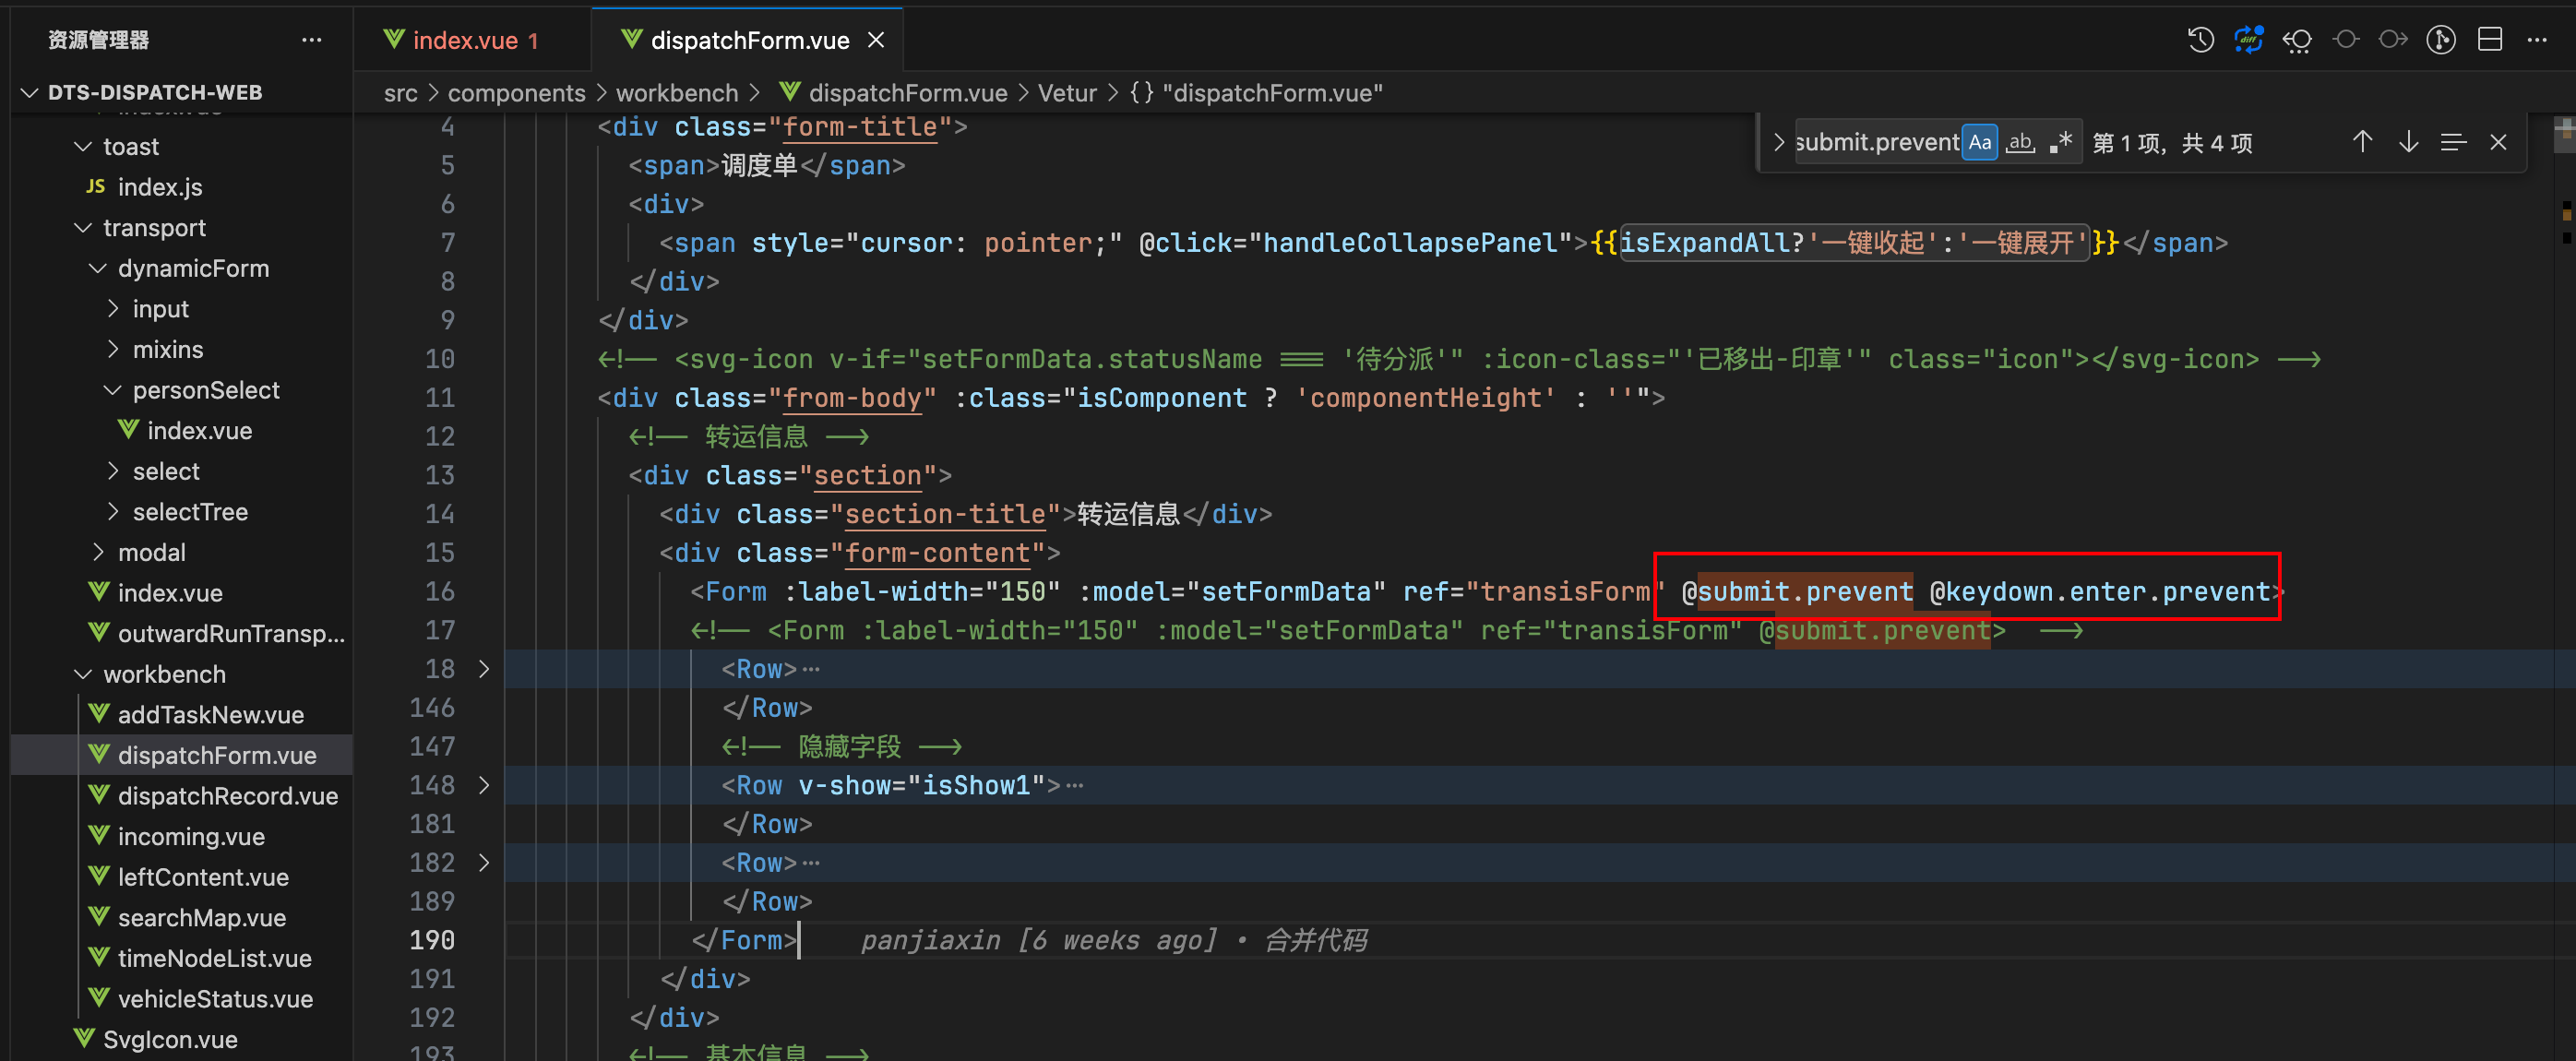 资源管理器
DTS-DISPATCH-WEB
toast
JS index.js
transport
dynamicForm
input
mixins
personSelect
index.vue
select
selectTree
modal
index.vue
outwardRunTransp...
workbench
addTaskNew.vue
dispatchForm.vue
dispatchRecord.vue
incoming.vue
leftContent.vue
searchMap.vue
timeNodeList.vue
vehicleStatus.vue
SvgIcon.vue
index.vue 1
dispatchForm.vue
diff
src > components > workbench > dispatchForm.vue > Vetur > {} "dispatchForm.vue"
submit.prevent Aa ab .* 第 1 项，共 4 项
4 <div class="form-title">
5 <span>调度单</span>
6 <div>
7 <span style="cursor: pointer;" @click="handleCollapsePanel">{{isExpandAll?'一键收起':'一键展开'}}</span>
8 </div>
9 </div>
10 <!-- <svg-icon v-if="setFormData.statusName === '待分派'" :icon-class="'已移出-印章'" class="icon"></svg-icon> -->
11 <div class="from-body" :class="isComponent ? 'componentHeight' : ''">
12 <!-- 转运信息 -->
13 <div class="section">
14 <div class="section-title">转运信息</div>
15 <div class="form-content">
16 <Form :label-width="150" :model="setFormData" ref="transisForm" @submit.prevent @keydown.enter.prevent>
17 <!-- <Form :label-width="150" :model="setFormData" ref="transisForm" @submit.prevent> -->
18 <Row>…
146 </Row>
147 <!-- 隐藏字段 -->
148 <Row v-show="isShow1">…
181 </Row>
182 <Row>…
189 </Row>
190 </Form> panjiaxin [6 weeks ago] • 合并代码
191 </div>
192 </div>
193 <!-- 基本信息 -->